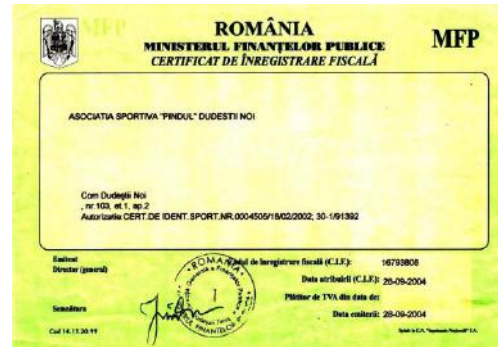 MFP
ROMÂNIA
MINISTERUL FINANȚELOR PUBLICE
CERTIFICAT DE ÎNREGISTRARE FISCALĂ
MFP
ASOCIATIA SPORTIVA "PINDUL" DUDESTII NOI
Com Dudeștii Noi
, nr.103, et.1, ap.2
Autorizatie CERT.DE IDENT.SPORT.NR.0004505/18/02/2002; 30-1/91392
Emitent
Director (general)
Semnătura
Cod 14.13.20.99
ROMANIA
Codul de înregistrare fiscală (C.I.F.): 16793808
Data atribuirii (C.I.F.): 28-09-2004
Plătitor de TVA din data de:
Data emiterii: 28-09-2004